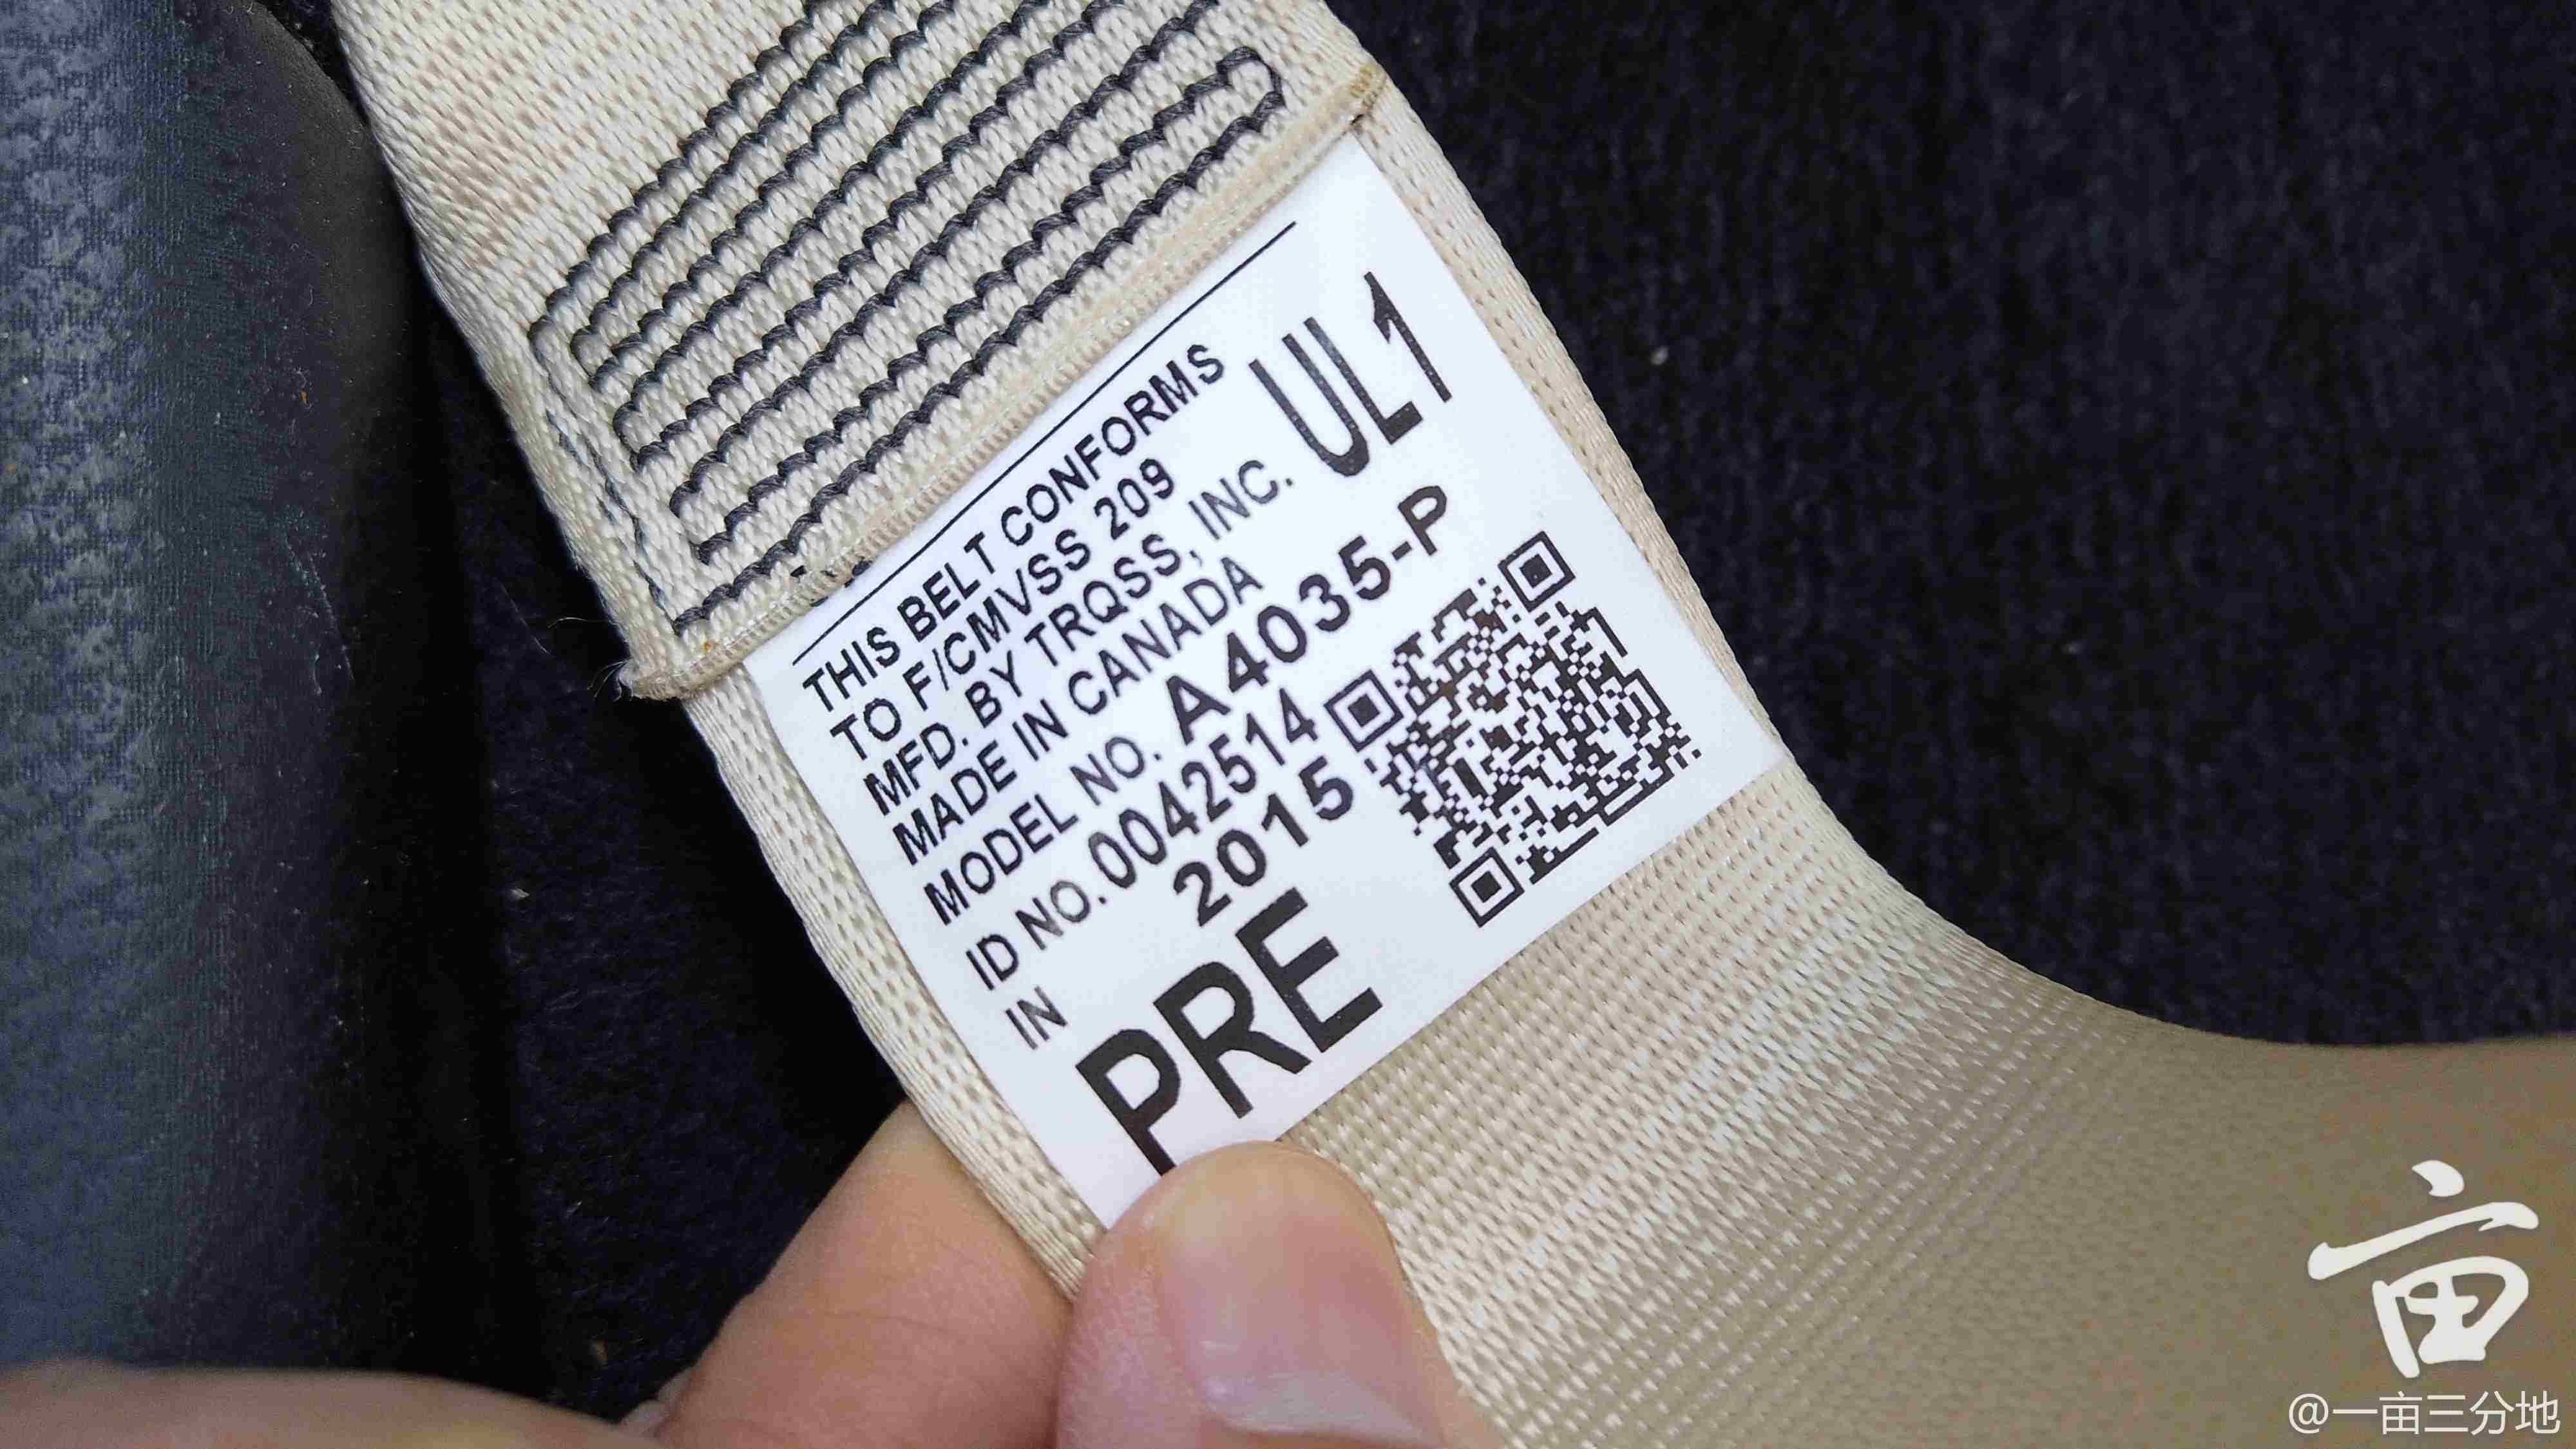 THIS BELT CONFORMS
TO F/CMVSS 209
MFD. BY TRQSS, INC.
UL1
MADE IN CANADA
MODEL NO. A4035-P
ID NO. 0042514
IN 2015
PRE
亩
@一亩三分地